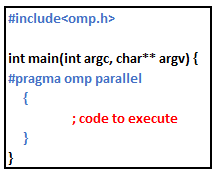 #include<omp.h>
int main(int argc, char** argv) {
#pragma omp parallel
{
; code to execute
}
}